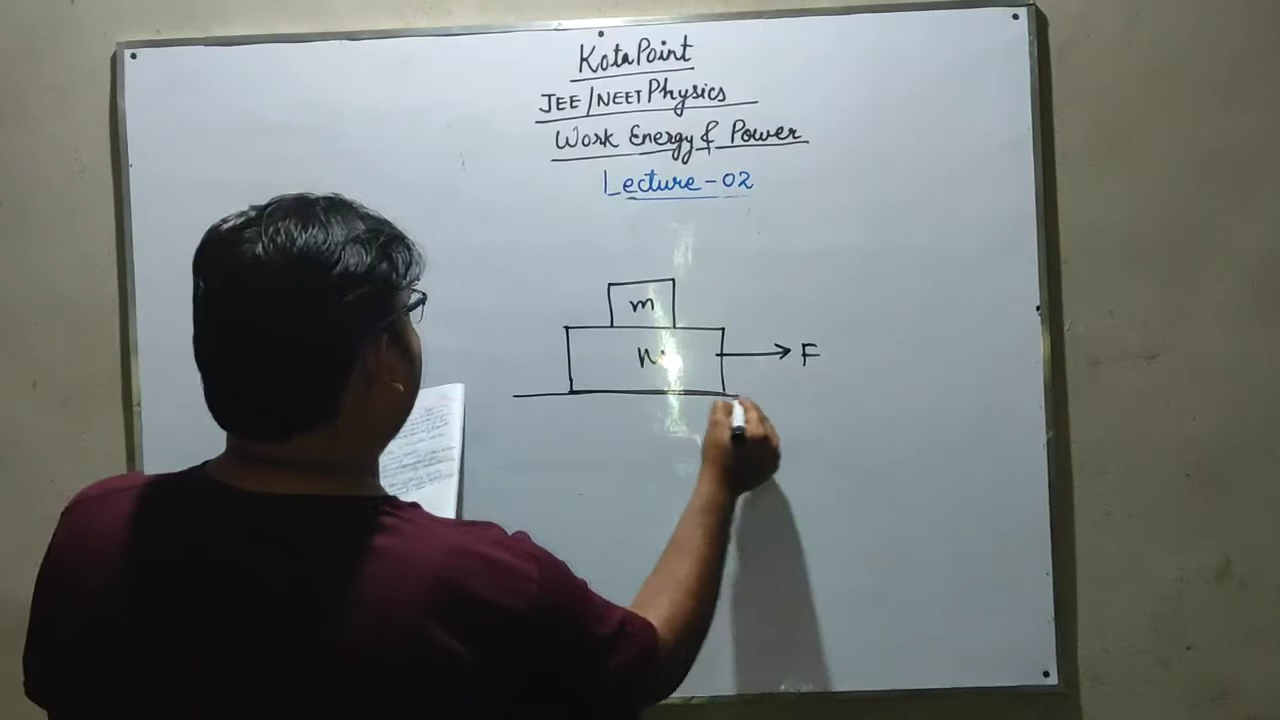 KotaPoint
JEE/NEET Physics
Work Energy & Power
Lecture-02
m
F